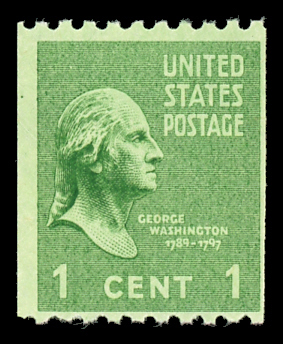 UNITED
STATES
POSTAGE
GEORGE
WASHINGTON
1789-1797
1 CENT 1